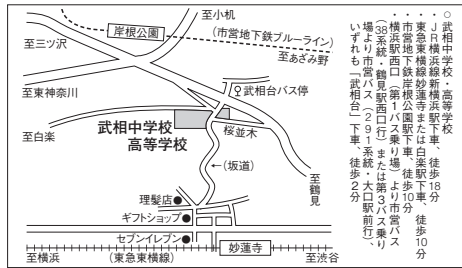 ○武相中学校・高等学校
・JR横浜線新横浜駅下車、徒歩18分
・東急東横線妙蓮寺または白楽駅下車、徒歩10分
・市営地下鉄岸根公園駅下車、徒歩10分
・横浜駅西口（第1バス乗り場）より市営バス
（38系統・鶴見駅西口行）または第3バス乗り
場より市営バス（291系統・大口駅前行）、
いずれも「武相台」下車、徒歩2分
至小机
岸根公園
(市営地下鉄ブルーライン)
至三ツ沢
至あざみ野
至東神奈川
武相台バス停
至白楽
武相中学校
高等学校
桜並木
(坂道)
至鶴見
理髪店
ギフトショップ
セブンイレブン
妙蓮寺
至横浜
(東急東横線)
至渋谷